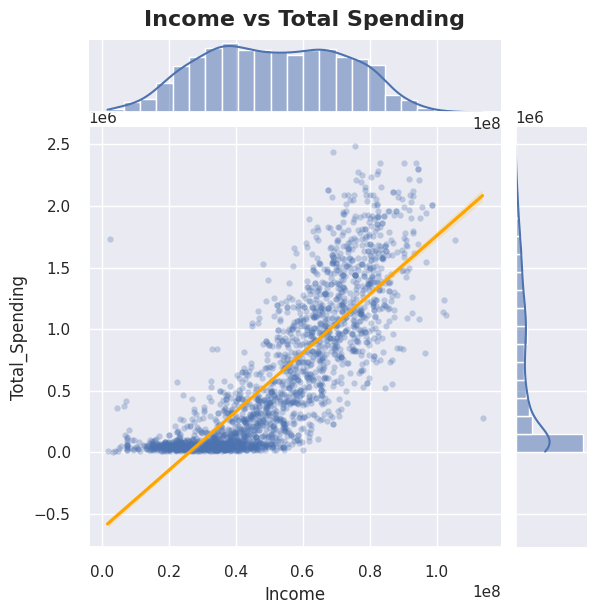 Income vs Total Spending
1e6
1e8
1e6
2.5
2.0
1.5
1.0
0.5
0.0
−0.5
Total_Spending
0.0 0.2 0.4 0.6 0.8 1.0
Income
1e8